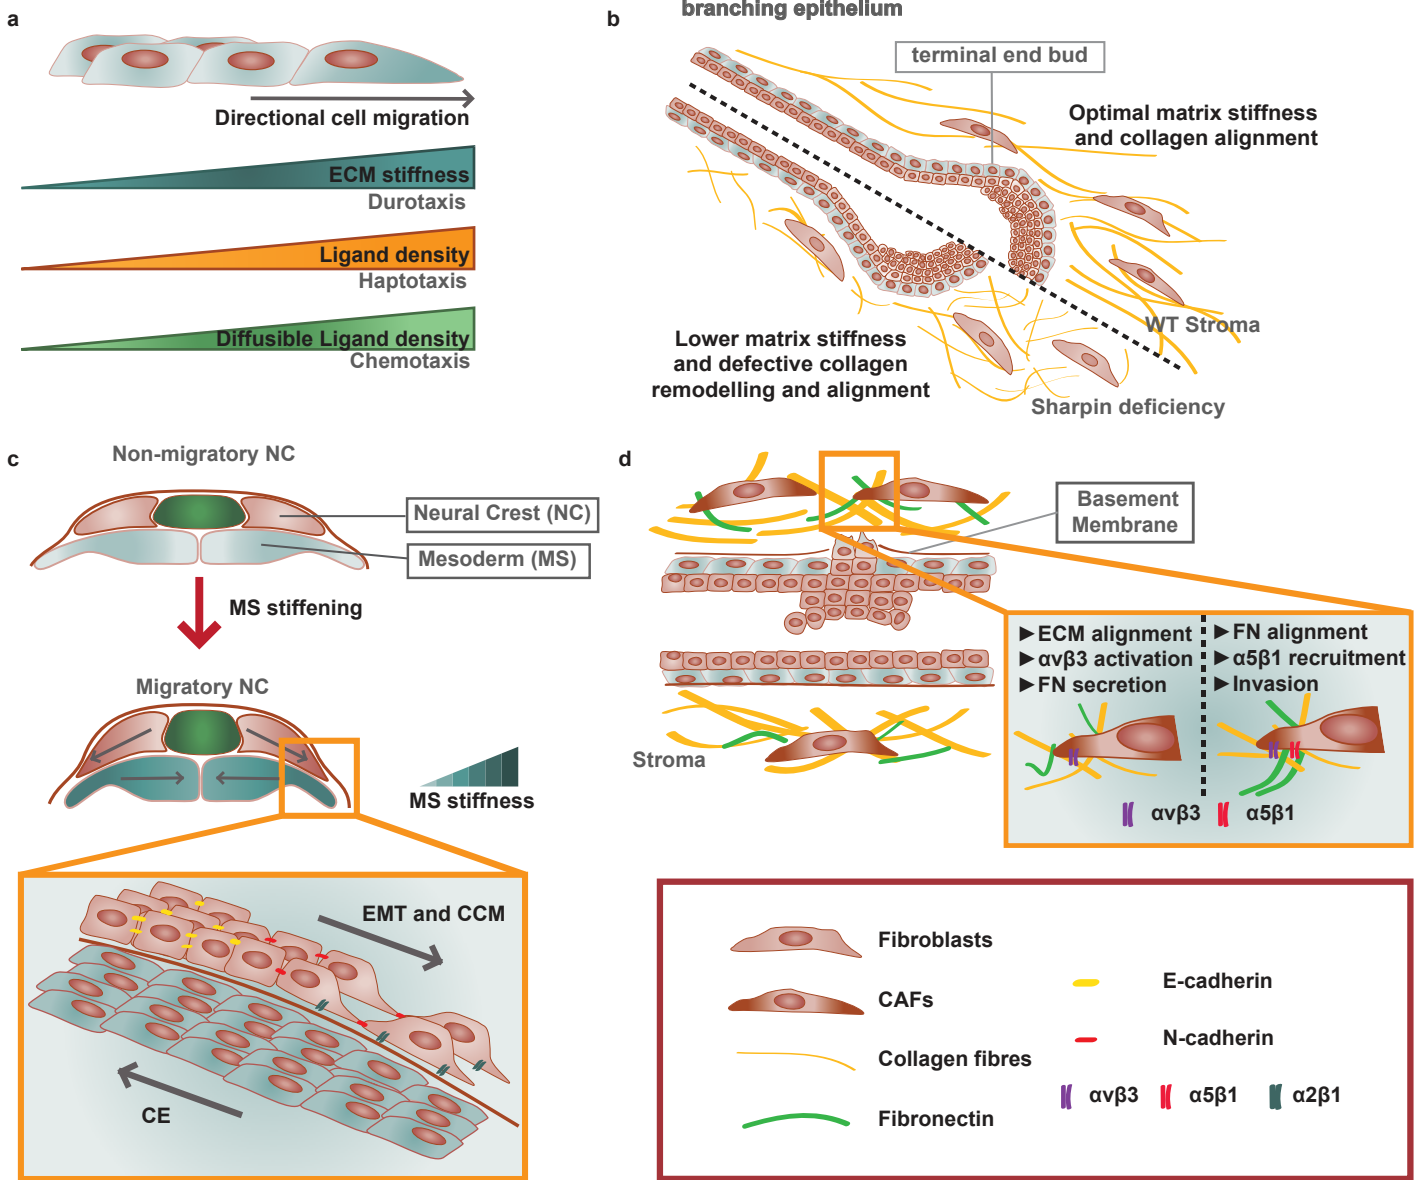 a
Directional cell migration
ECM stiffness
Durotaxis
Ligand density
Haptotaxis
Diffusible Ligand density
Chemotaxis
b
branching epithelium
terminal end bud
Optimal matrix stiffness
and collagen alignment
WT Stroma
Lower matrix stiffness
and defective collagen
remodelling and alignment
Sharpin deficiency
c
Non-migratory NC
Neural Crest (NC)
Mesoderm (MS)
MS stiffening
Migratory NC
MS stiffness
EMT and CCM
CE
d
Basement
Membrane
Stroma
►ECM alignment
►αvβ3 activation
►FN secretion
►FN alignment
►α5β1 recruitment
►Invasion
αvβ3
α5β1
Fibroblasts
CAFs
Collagen fibres
Fibronectin
E-cadherin
N-cadherin
αvβ3
α5β1
α2β1